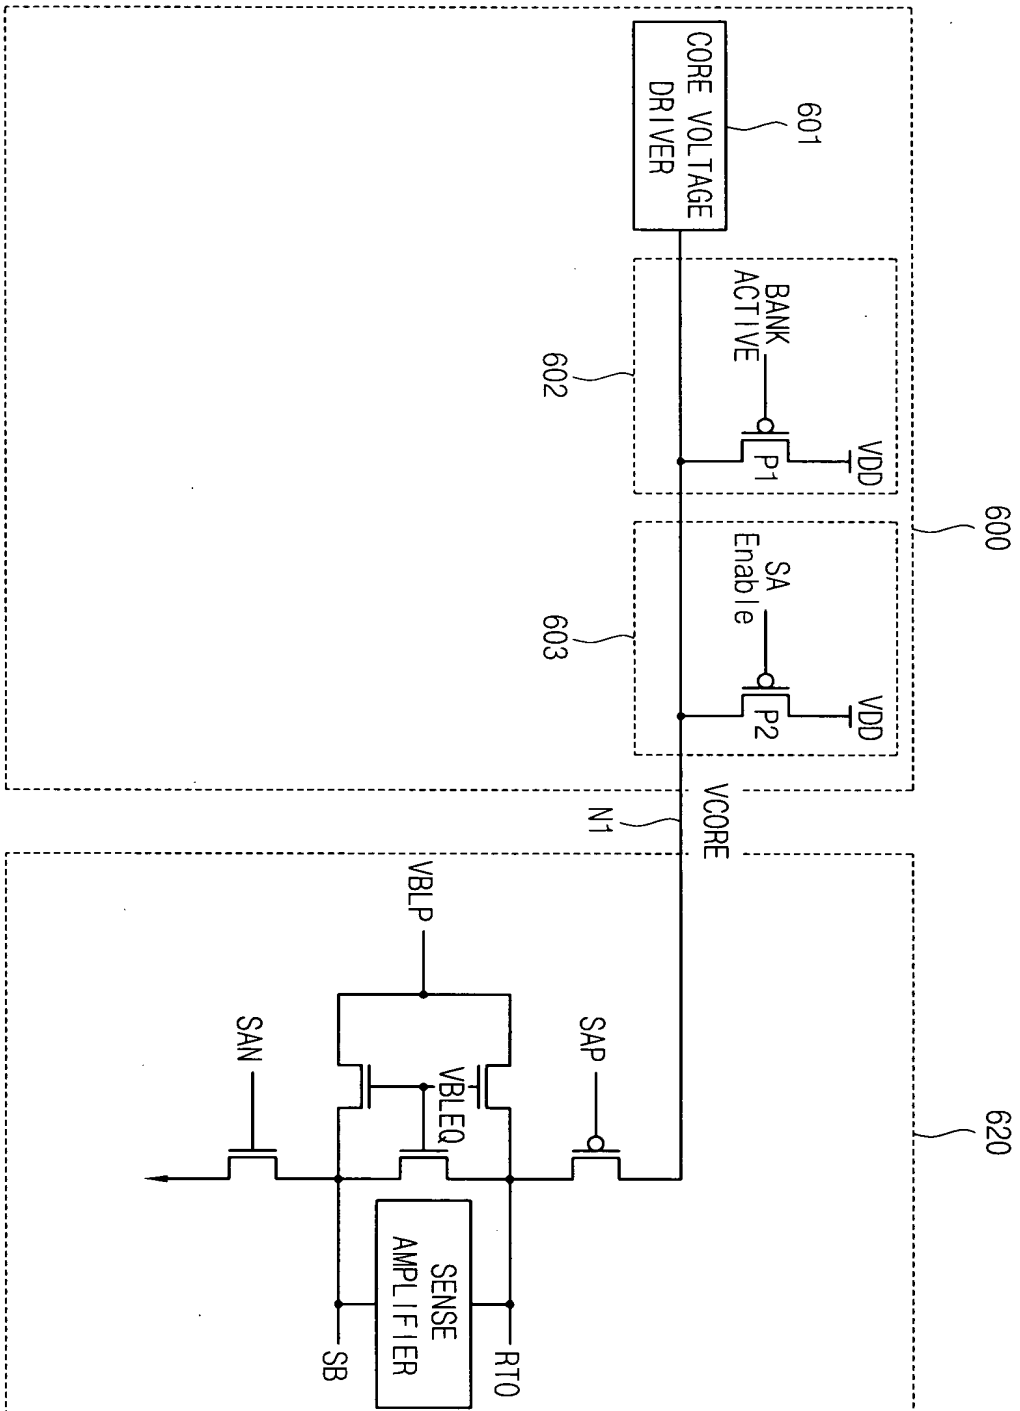 600
620
601
CORE VOLTAGE
DRIVER
BANK
ACTIVE
VDD
P1
602
SA
Enable
VDD
P2
603
VCORE
N1
SAP
VBLP
VBLEQ
SAN
SENSE
AMPLIFIER
RTO
SB